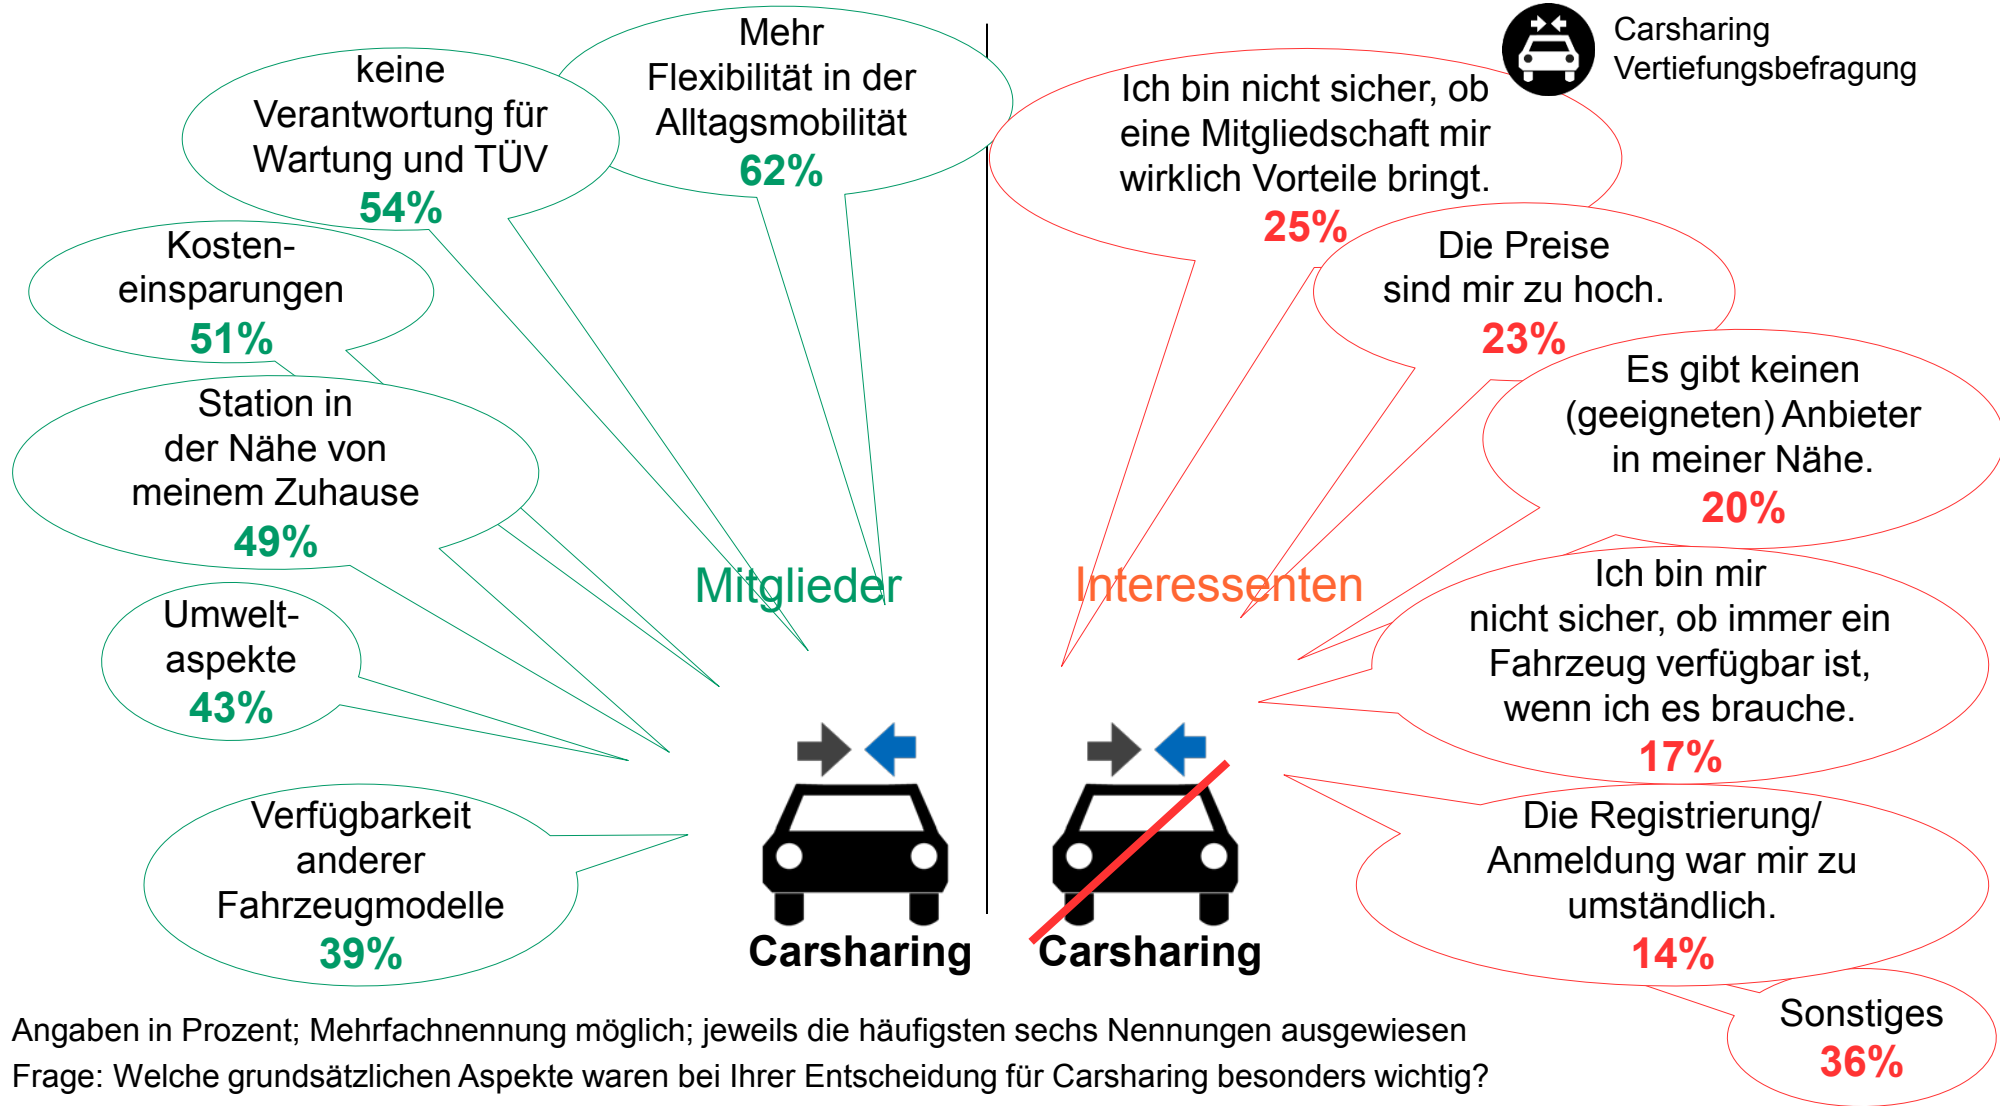 Carsharing
Vertiefungsbefragung
Mehr
Flexibilität in der
Alltagsmobilität
62%
keine
Verantwortung für
Wartung und TÜV
54%
Kosten-
einsparungen
51%
Station in
der Nähe von
meinem Zuhause
49%
Umwelt-
aspekte
43%
Verfügbarkeit
anderer
Fahrzeugmodelle
39%
Mitglieder
Carsharing
Ich bin nicht sicher, ob
eine Mitgliedschaft mir
wirklich Vorteile bringt.
25%
Die Preise
sind mir zu hoch.
23%
Es gibt keinen
(geeigneten) Anbieter
in meiner Nähe.
20%
Ich bin mir
nicht sicher, ob immer ein
Fahrzeug verfügbar ist,
wenn ich es brauche.
17%
Die Registrierung/
Anmeldung war mir zu
umständlich.
14%
Sonstiges
36%
Interessenten
Carsharing
Angaben in Prozent; Mehrfachnennung möglich; jeweils die häufigsten sechs Nennungen ausgewiesen
Frage: Welche grundsätzlichen Aspekte waren bei Ihrer Entscheidung für Carsharing besonders wichtig?